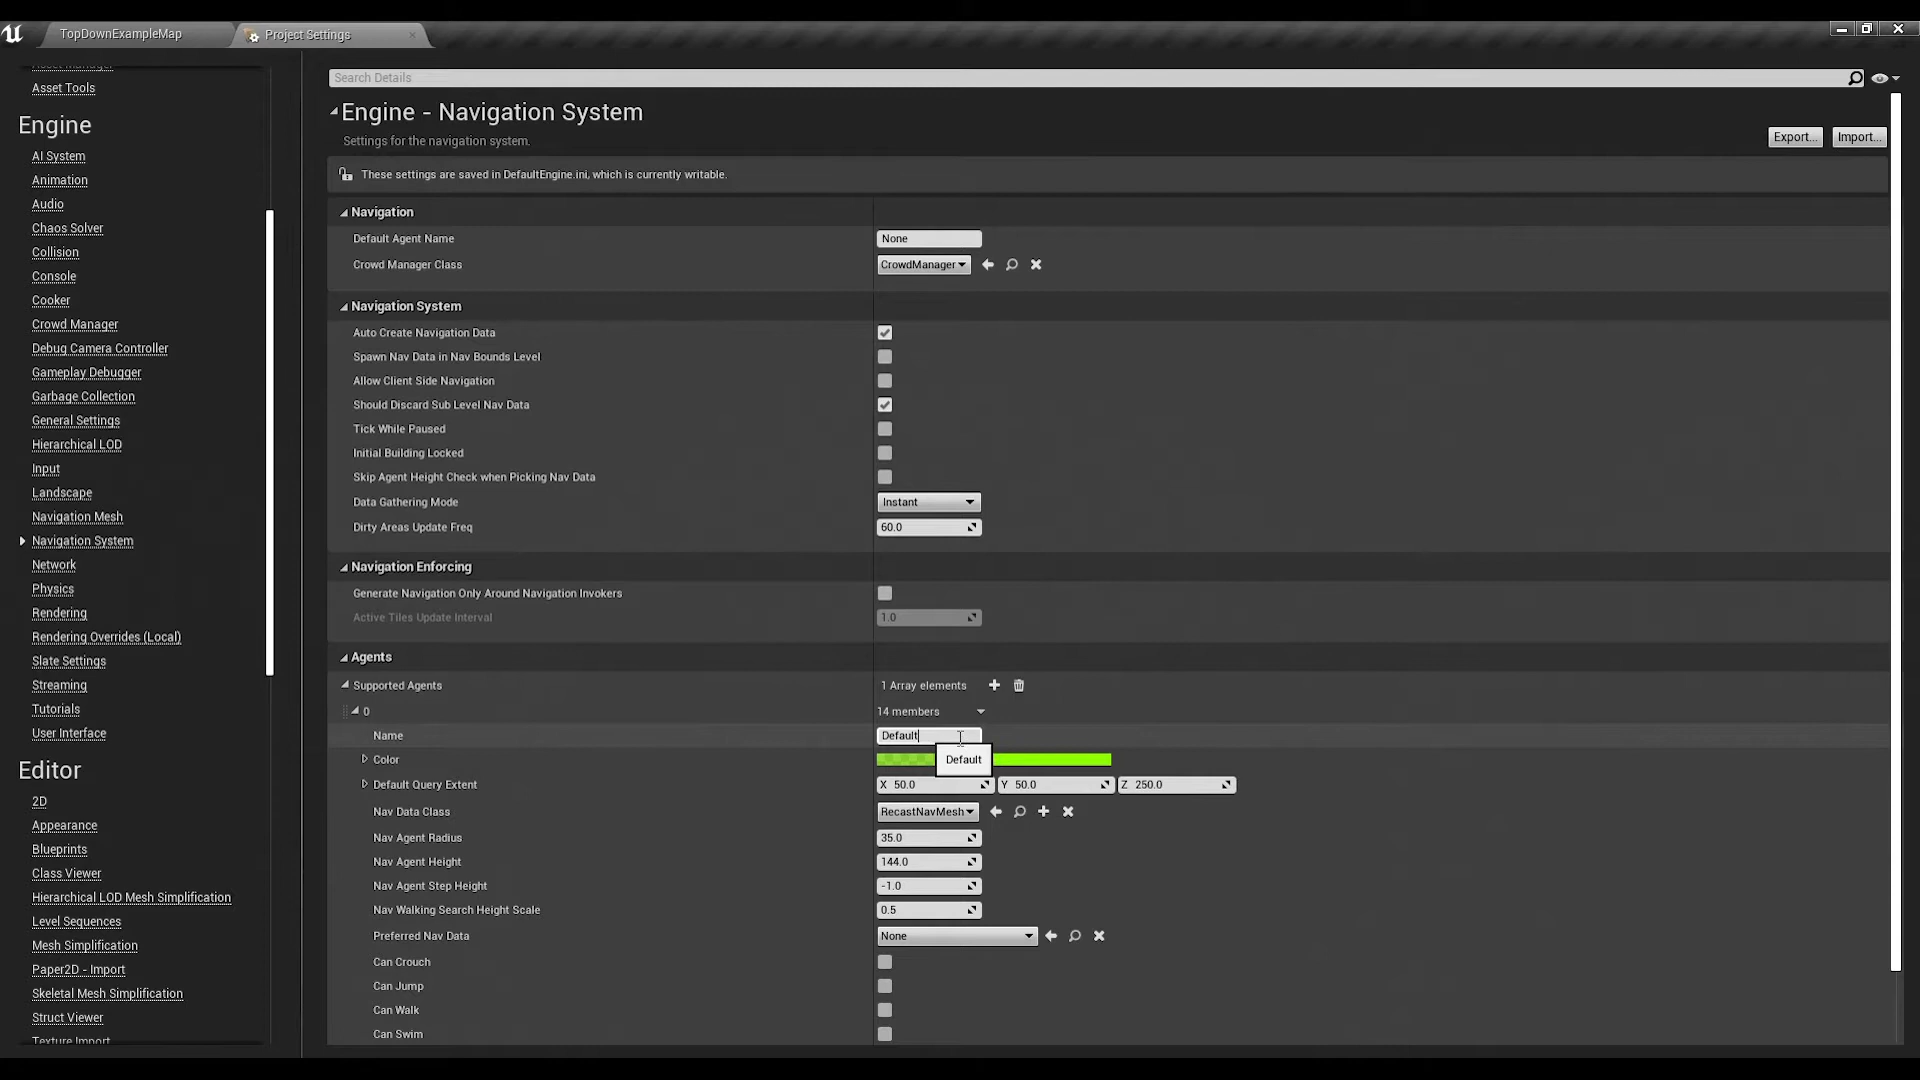 TopDownExampleMap
Project Settings
Asset Manager
Asset Tools
Engine
AI System
Animation
Audio
Chaos Solver
Collision
Console
Cooker
Crowd Manager
Debug Camera Controller
Gameplay Debugger
Garbage Collection
General Settings
Hierarchical LOD
Input
Landscape
Navigation Mesh
Navigation System
Network
Physics
Rendering
Rendering Overrides (Local)
Slate Settings
Streaming
Tutorials
User Interface
Editor
2D
Appearance
Blueprints
Class Viewer
Hierarchical LOD Mesh Simplification
Level Sequences
Mesh Simplification
Paper2D - Import
Skeletal Mesh Simplification
Struct Viewer
Texture Import
Search Details
Engine - Navigation System
Settings for the navigation system.
Export... Import...
These settings are saved in DefaultEngine.ini, which is currently writable.
Navigation
Default Agent Name None
Crowd Manager Class CrowdManager
Navigation System
Auto Create Navigation Data
Spawn Nav Data in Nav Bounds Level
Allow Client Side Navigation
Should Discard Sub Level Nav Data
Tick While Paused
Initial Building Locked
Skip Agent Height Check when Picking Nav Data
Data Gathering Mode Instant
Dirty Areas Update Freq 60.0
Navigation Enforcing
Generate Navigation Only Around Navigation Invokers
Active Tiles Update Interval 1.0
Agents
Supported Agents 1 Array elements
0 14 members
Name Default
Color Default
Default Query Extent X 50.0 Y 50.0 Z 250.0
Nav Data Class RecastNavMesh
Nav Agent Radius 35.0
Nav Agent Height 144.0
Nav Agent Step Height -1.0
Nav Walking Search Height Scale 0.5
Preferred Nav Data None
Can Crouch
Can Jump
Can Walk
Can Swim